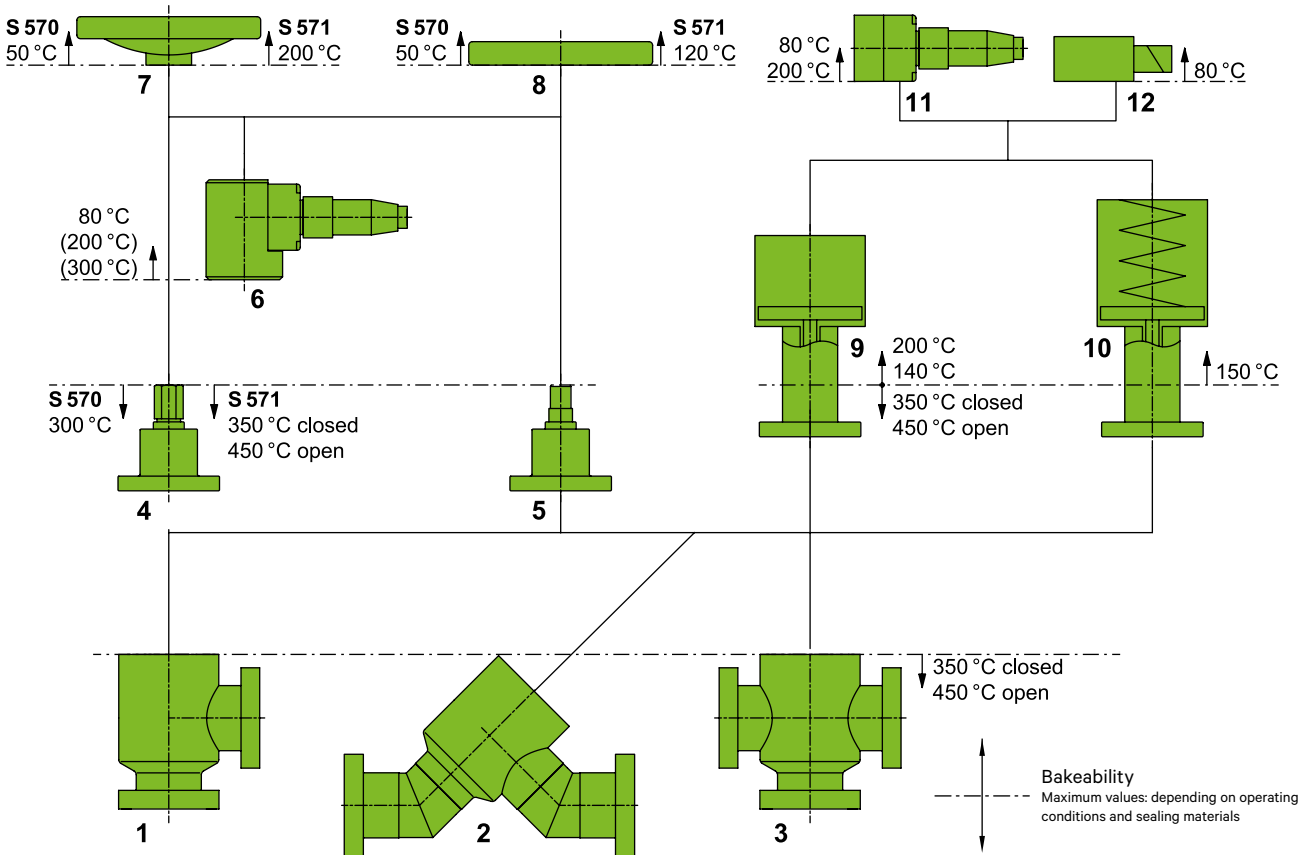 7
S 570
50 °C
S 571
200 °C
S 570
50 °C
S 571
120 °C
8
80 °C
200 °C
11
12
80 °C
80 °C
(200 °C)
(300 °C)
6
9
200 °C
140 °C
350 °C closed
450 °C open
10
150 °C
S 570
300 °C
S 571
350 °C closed
450 °C open
4
5
350 °C closed
450 °C open
1
2
3
Bakeability
Maximum values: depending on operating
conditions and sealing materials